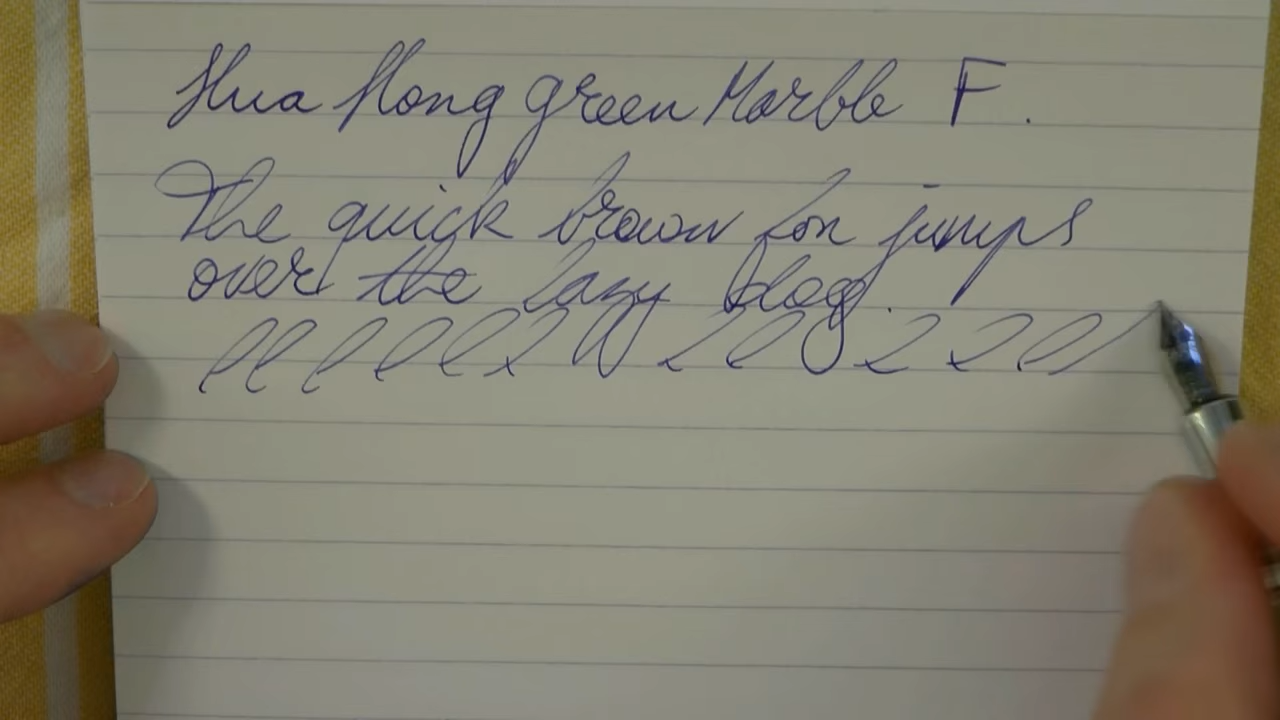 Hua Hong green Marble F.
The quick brown fox jumps
over the lazy dog.